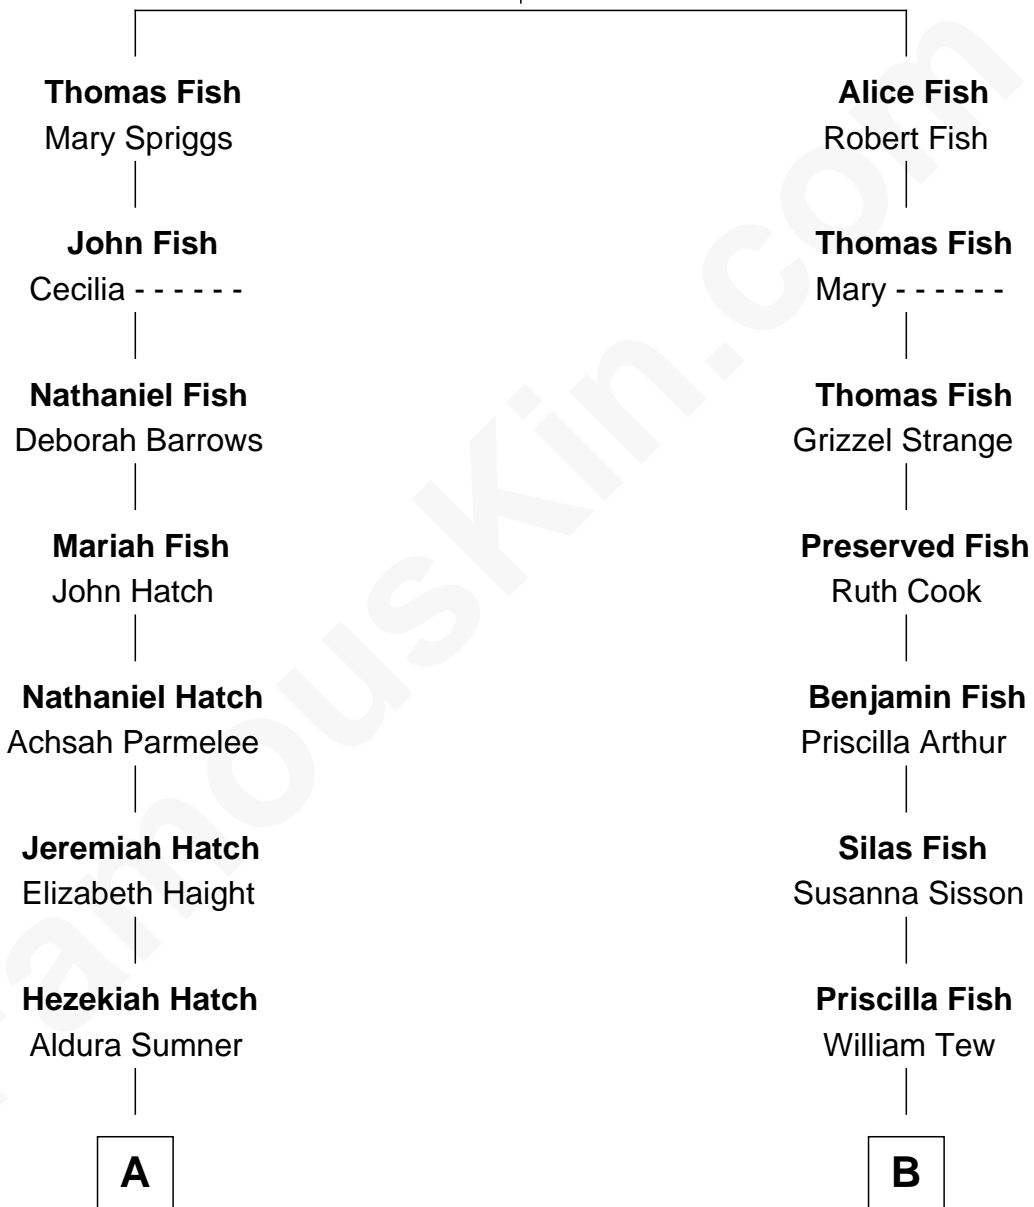 Thomas Fish
Mary Spriggs
Alice Fish
Robert Fish
John Fish
Cecilia - - - - - -
Thomas Fish
Mary - - - - - -
Nathaniel Fish
Deborah Barrows
Thomas Fish
Grizzel Strange
Mariah Fish
John Hatch
Preserved Fish
Ruth Cook
Nathaniel Hatch
Achsah Parmelee
Benjamin Fish
Priscilla Arthur
Jeremiah Hatch
Elizabeth Haight
Silas Fish
Susanna Sisson
Hezekiah Hatch
Aldura Sumner
Priscilla Fish
William Tew
A
B
FamousKin.com